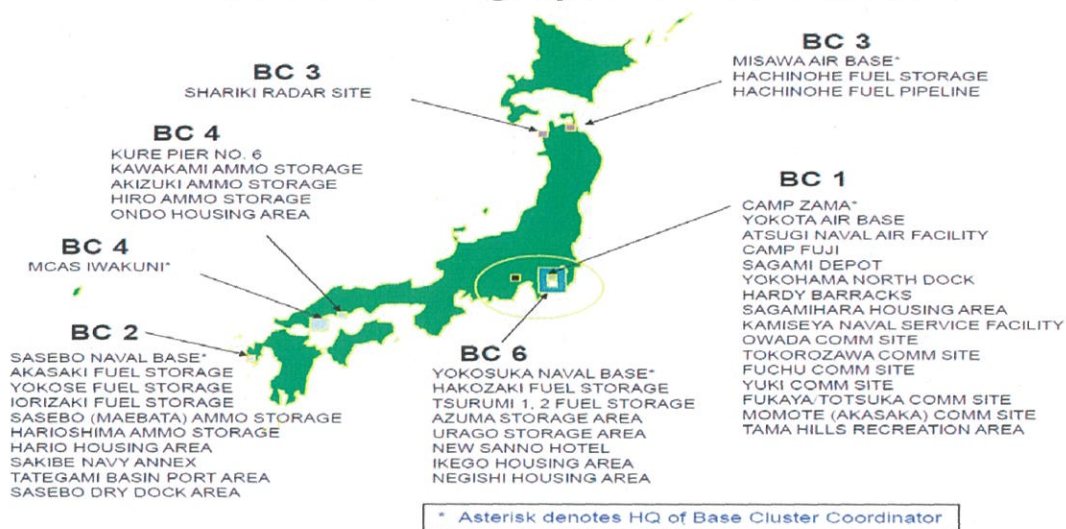 BC 3
SHARIKI RADAR SITE
BC 3
MISAWA AIR BASE*
HACHINOHE FUEL STORAGE
HACHINOHE FUEL PIPELINE
BC 4
KURE PIER NO. 6
KAWAKAMI AMMO STORAGE
AKIZUKI AMMO STORAGE
HIRO AMMO STORAGE
ONDO HOUSING AREA
BC 4
MCAS IWAKUNI*
BC 1
CAMP ZAMA*
YOKOTA AIR BASE
ATSUGI NAVAL AIR FACILITY
CAMP FUJI
SAGAMI DEPOT
YOKOHAMA NORTH DOCK
HARDY BARRACKS
SAGAMIHARA HOUSING AREA
KAMISEYA NAVAL SERVICE FACILITY
OWADA COMM SITE
TOKOROZAWA COMM SITE
FUCHU COMM SITE
YUKI COMM SITE
FUKAYA/TOTSUKA COMM SITE
MOMOTE (AKASAKA) COMM SITE
TAMA HILLS RECREATION AREA
BC 2
SASEBO NAVAL BASE*
AKASAKI FUEL STORAGE
YOKOSE FUEL STORAGE
IORIZAKI FUEL STORAGE
SASEBO (MAEBATA) AMMO STORAGE
HARIOSHIMA AMMO STORAGE
HARIO HOUSING AREA
SAKIBE NAVY ANNEX
TATEGAMI BASIN PORT AREA
SASEBO DRY DOCK AREA
BC 6
YOKOSUKA NAVAL BASE*
HAKOZAKI FUEL STORAGE
TSURUMI 1, 2 FUEL STORAGE
AZUMA STORAGE AREA
URAGO STORAGE AREA
NEW SANNO HOTEL
IKEGO HOUSING AREA
NEGISHI HOUSING AREA
* Asterisk denotes HQ of Base Cluster Coordinator